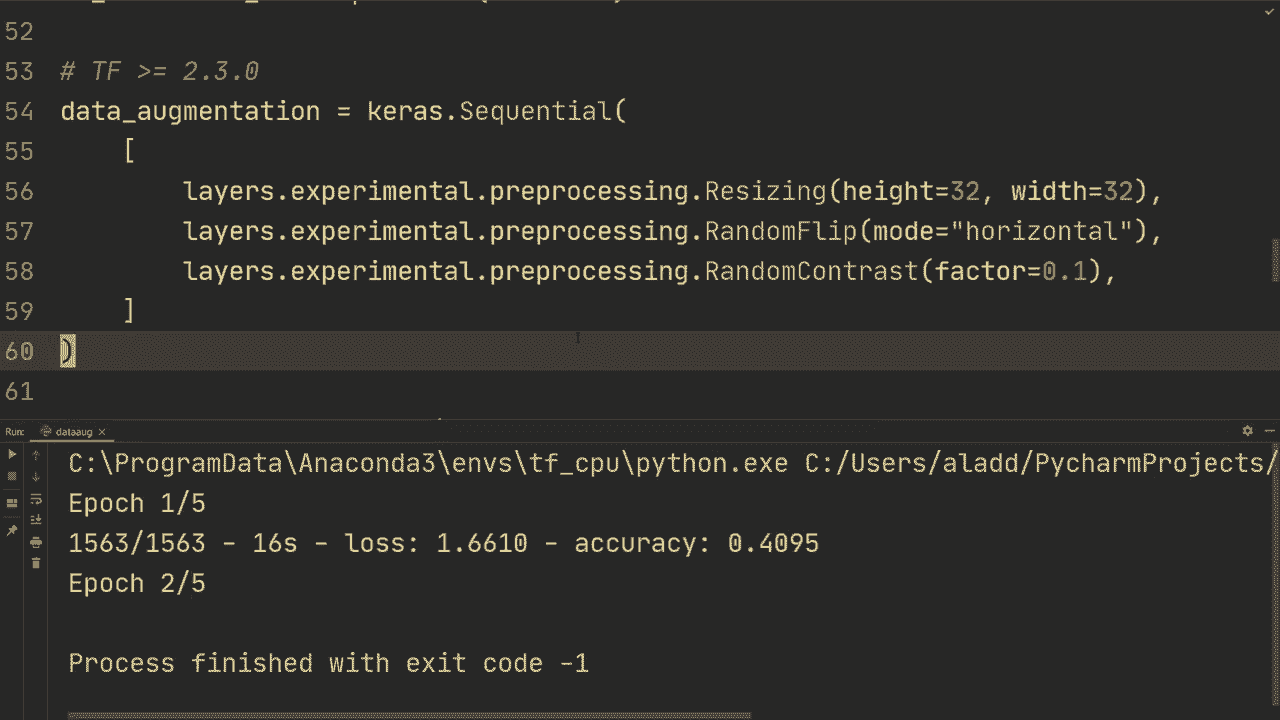 52
53 # TF >= 2.3.0
54 data_augmentation = keras.Sequential(
55 [
56 layers.experimental.preprocessing.Resizing(height=32, width=32),
57 layers.experimental.preprocessing.RandomFlip(mode="horizontal"),
58 layers.experimental.preprocessing.RandomContrast(factor=0.1),
59 ]
60 )
61
Run: dataaug ×
C:\ProgramData\Anaconda3\envs\tf_cpu\python.exe C:/Users/aladd/PycharmProjects/
Epoch 1/5
1563/1563 - 16s - loss: 1.6610 - accuracy: 0.4095
Epoch 2/5
Process finished with exit code -1